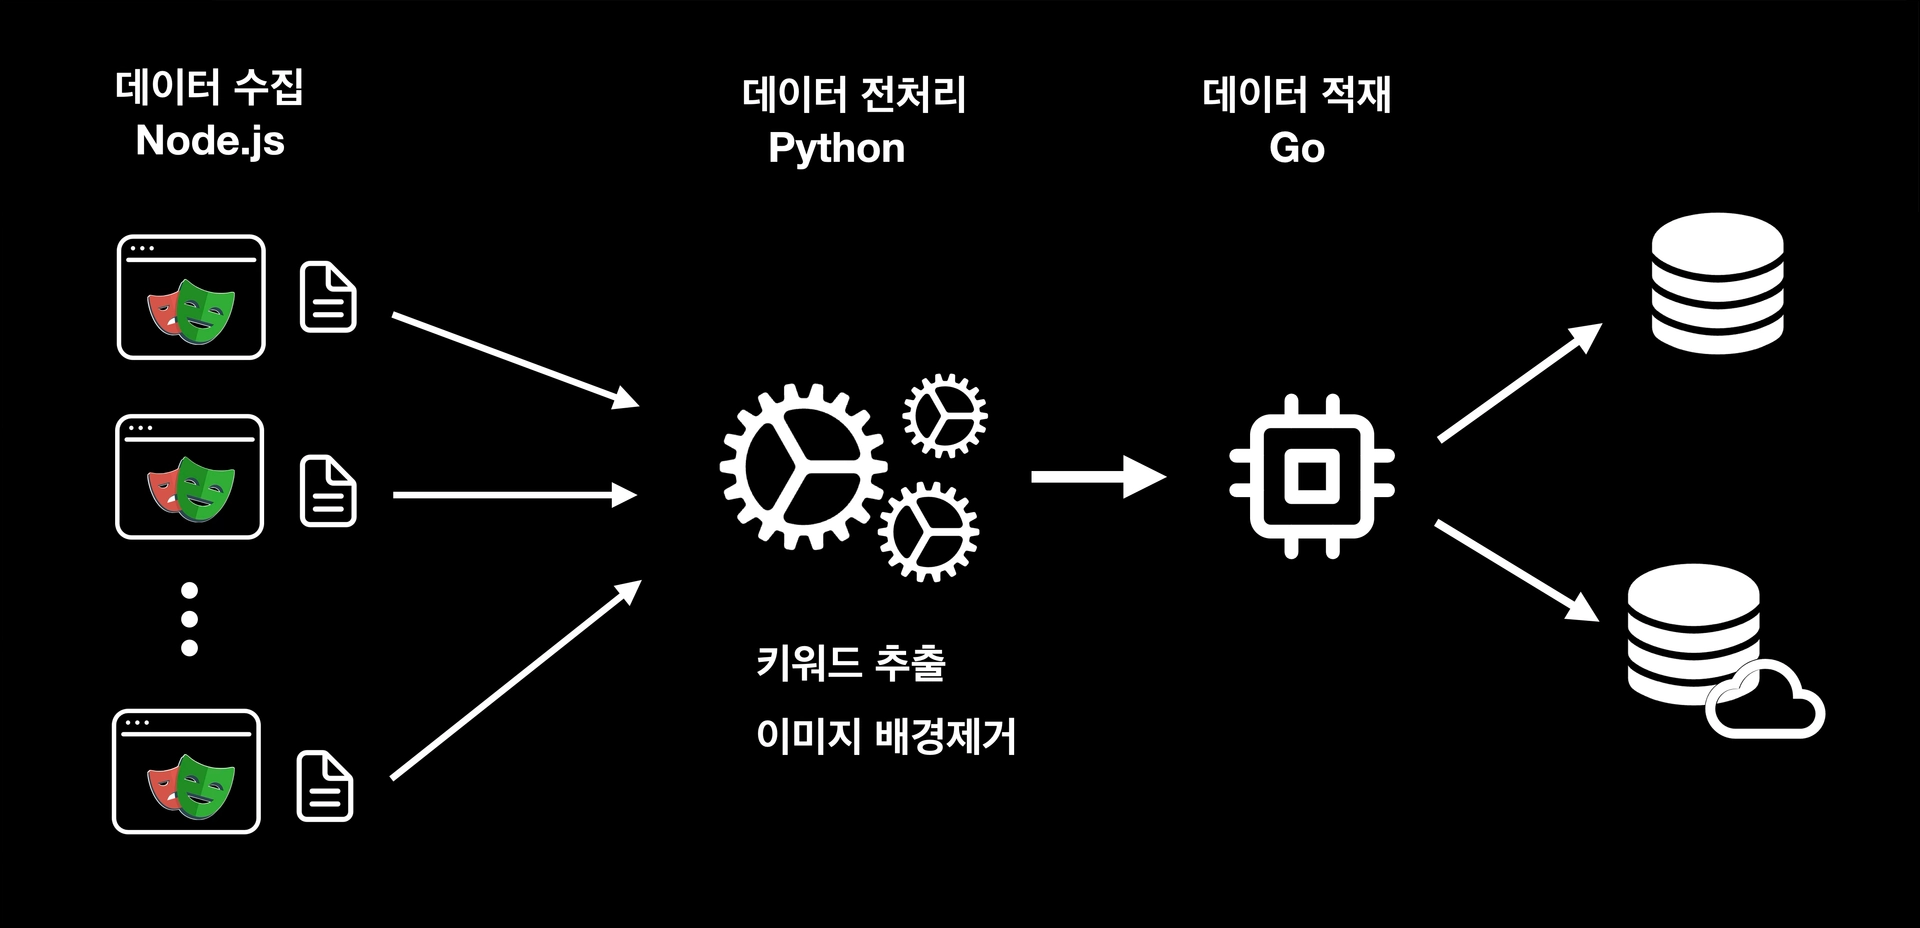 데이터 수집
Node.js
데이터 전처리
Python
키워드 추출
이미지 배경제거
데이터 적재
Go